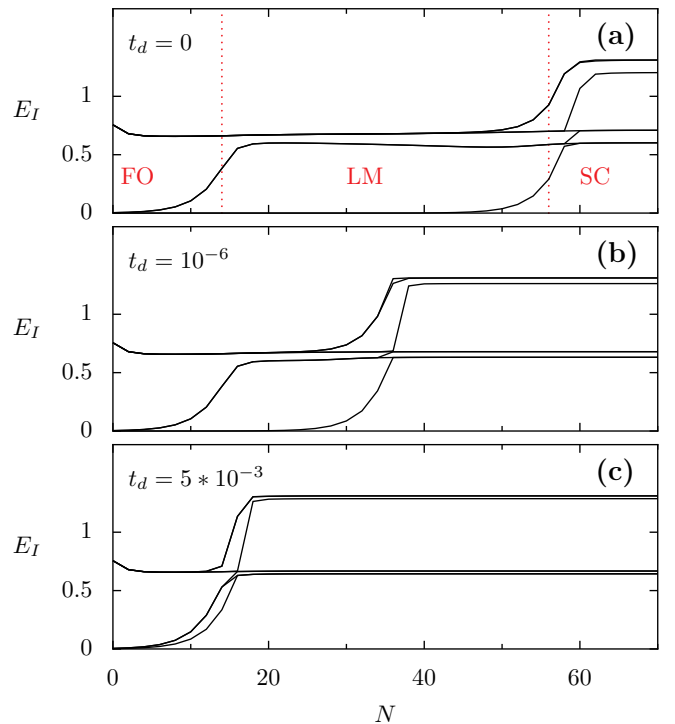 t_d = 0
(a)
1
E_I
0.5
FO
LM
SC
0
t_d = 10^{-6}
(b)
1
E_I
0.5
0
t_d = 5 * 10^{-3}
(c)
1
E_I
0.5
0
0 20 40 60
N